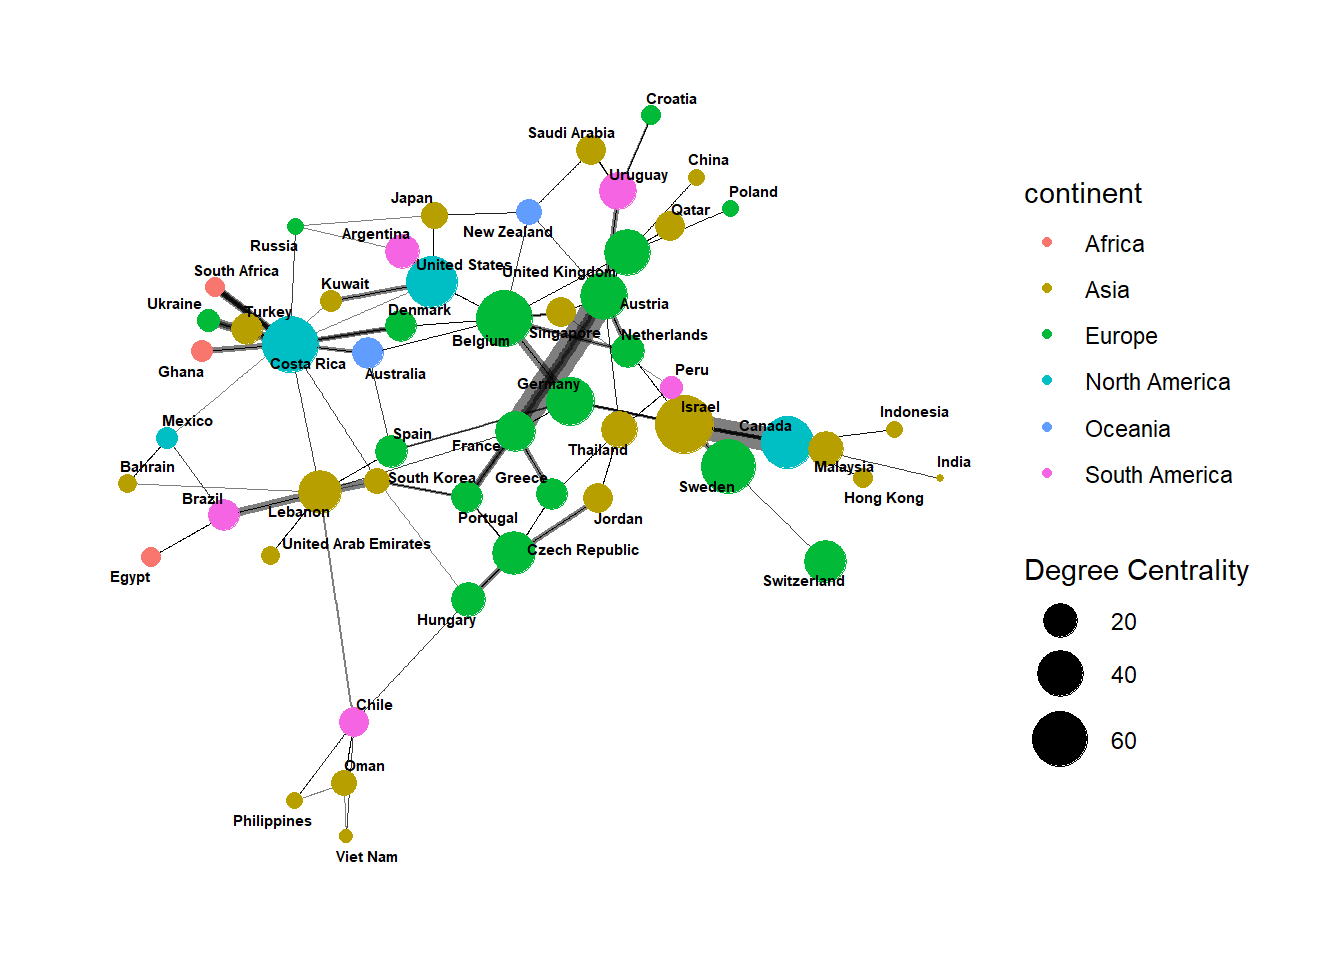 Croatia
Saudi Arabia
China
Uruguay
Poland
Japan
Qatar
Argentina
New Zealand
Russia
United States
United Kingdom
South Africa
Kuwait
Ukraine
Turkey
Denmark
Austria
Singapore
Netherlands
Belgium
Costa Rica
Ghana
Australia
Peru
Germany
Israel
Indonesia
Mexico
Canada
Spain
France
Thailand
India
Bahrain
Malaysia
South Korea
Greece
Sweden
Hong Kong
Brazil
Lebanon
Portugal
Jordan
United Arab Emirates
Czech Republic
Egypt
Switzerland
Hungary
Chile
Oman
Philippines
Viet Nam
continent
Africa
Asia
Europe
North America
Oceania
South America
Degree Centrality
20
40
60